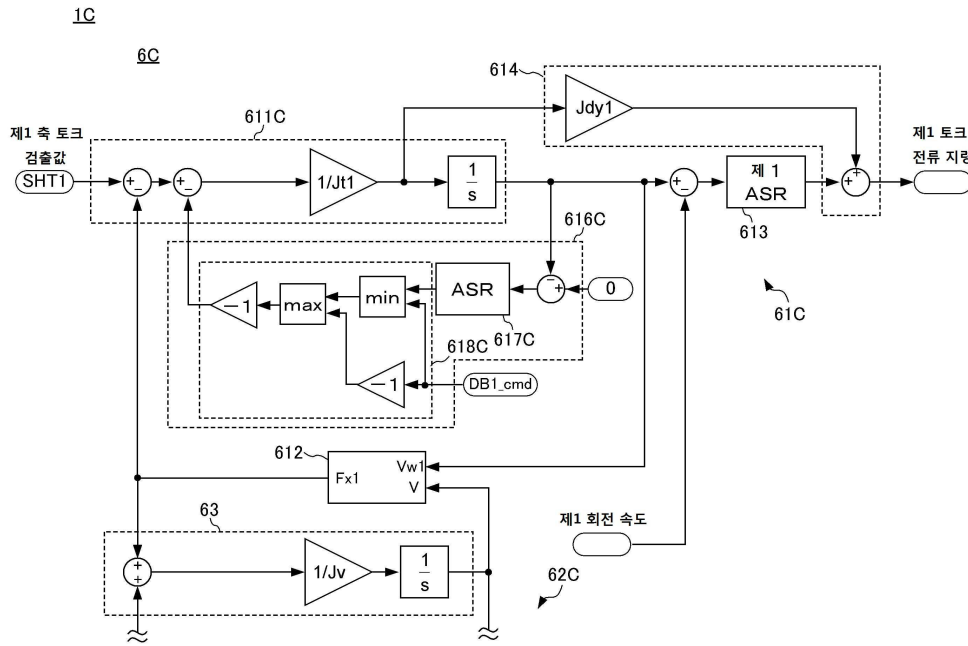 1C
6C
614
Jdy1
611C
제1 축 토크
검출값
SHT1
+
−
+
−
1/Jt1
1
s
+
−
제 1
ASR
613
+
+
제1 토크
전류 지령
616C
−1
max
min
ASR
617C
−
+
0
61C
618C
−1
DB1_cmd
612
Fx1
Vw1
V
제1 회전 속도
63
+
+
1/Jv
1
s
62C